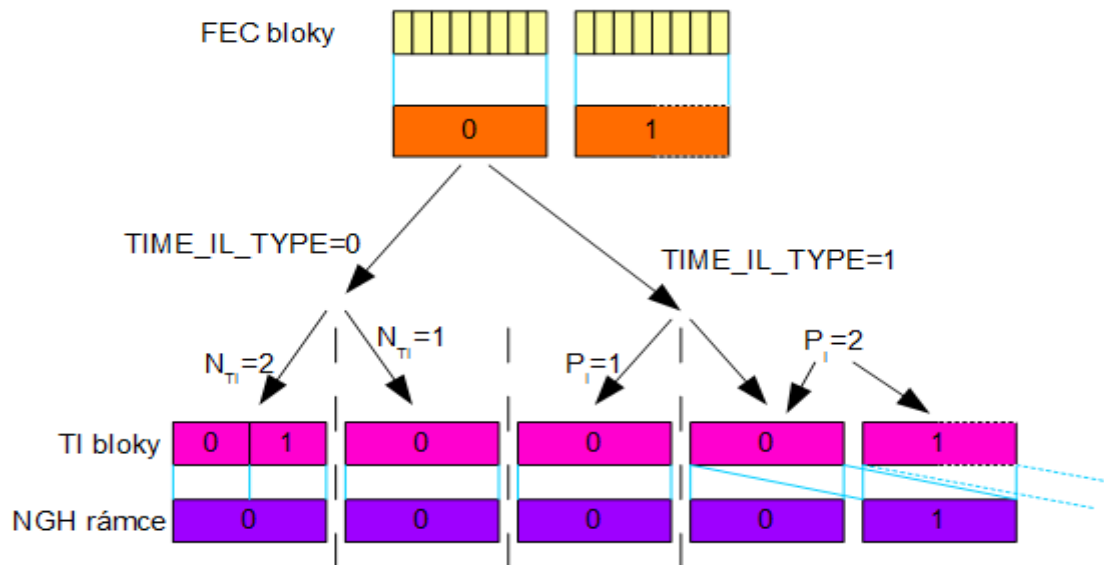 FEC bloky
0 1
TIME_IL_TYPE=0
TIME_IL_TYPE=1
N_TI=2 N_TI=1 P_I=1 P_I=2
TI bloky 0 1 0 0 0 1
NGH rámce 0 0 0 0 1